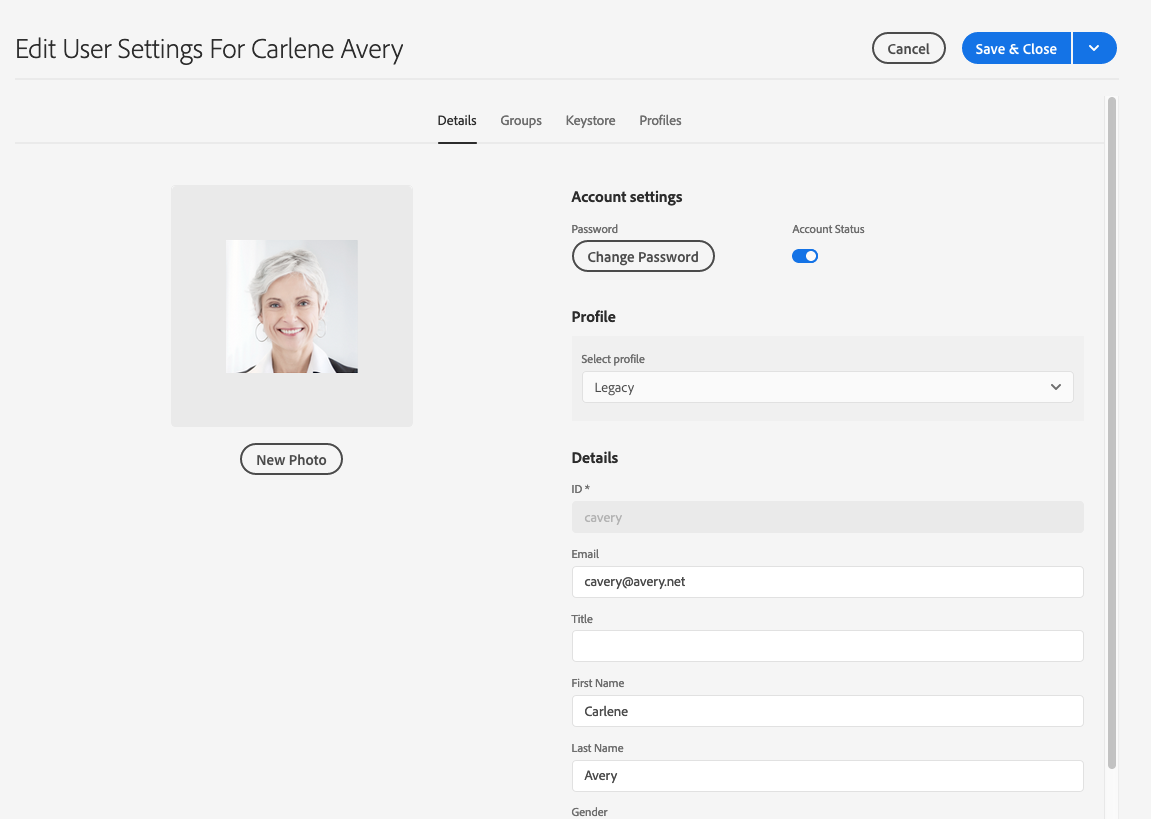 Edit User Settings For Carlene Avery
Cancel
Save & Close
Details Groups Keystore Profiles
New Photo
Account settings
Password
Change Password
Account Status
Profile
Select profile
Legacy
Details
ID *
cavery
Email
cavery@avery.net
Title
First Name
Carlene
Last Name
Avery
Gender